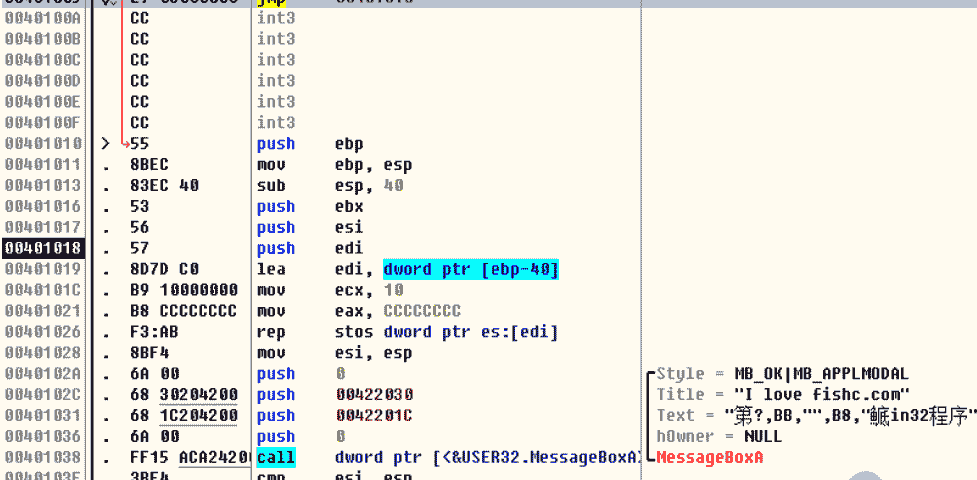 0040100A CC int3
0040100B CC int3
0040100C CC int3
0040100D CC int3
0040100E CC int3
0040100F CC int3
00401010 > 55 push ebp
00401011 . 8BEC mov ebp, esp
00401013 . 83EC 40 sub esp, 40
00401016 . 53 push ebx
00401017 . 56 push esi
00401018 . 57 push edi
00401019 . 8D7D C0 lea edi, dword ptr [ebp-40]
0040101C . B9 10000000 mov ecx, 10
00401021 . B8 CCCCCCCC mov eax, CCCCCCCC
00401026 . F3:AB rep stos dword ptr es:[edi]
00401028 . 8BF4 mov esi, esp
0040102A . 6A 00 push 0 Style = MB_OK|MB_APPLMODAL
0040102C . 68 30204200 push 00422030 Title = "I love fishc.com"
00401031 . 68 1C204200 push 0042201C Text = "第?,BB,"",B8,"in32程序"
00401036 . 6A 00 push 0 hOwner = NULL
00401038 . FF15 ACA24200 call dword ptr [<&USER32.MessageBoxA> MessageBoxA
0040103E . 3BF4 cmp esi, esp